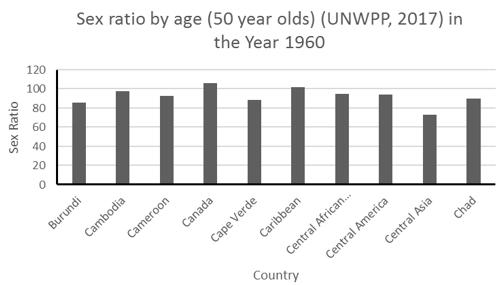 Sex ratio by age (50 year olds) (UNWPP, 2017) in
the Year 1960
120
100
80
60
40
20
0
Sex Ratio
Burundi
Cambodia
Cameroon
Canada
Cape Verde
Caribbean
Central African...
Central America
Central Asia
Chad
Country